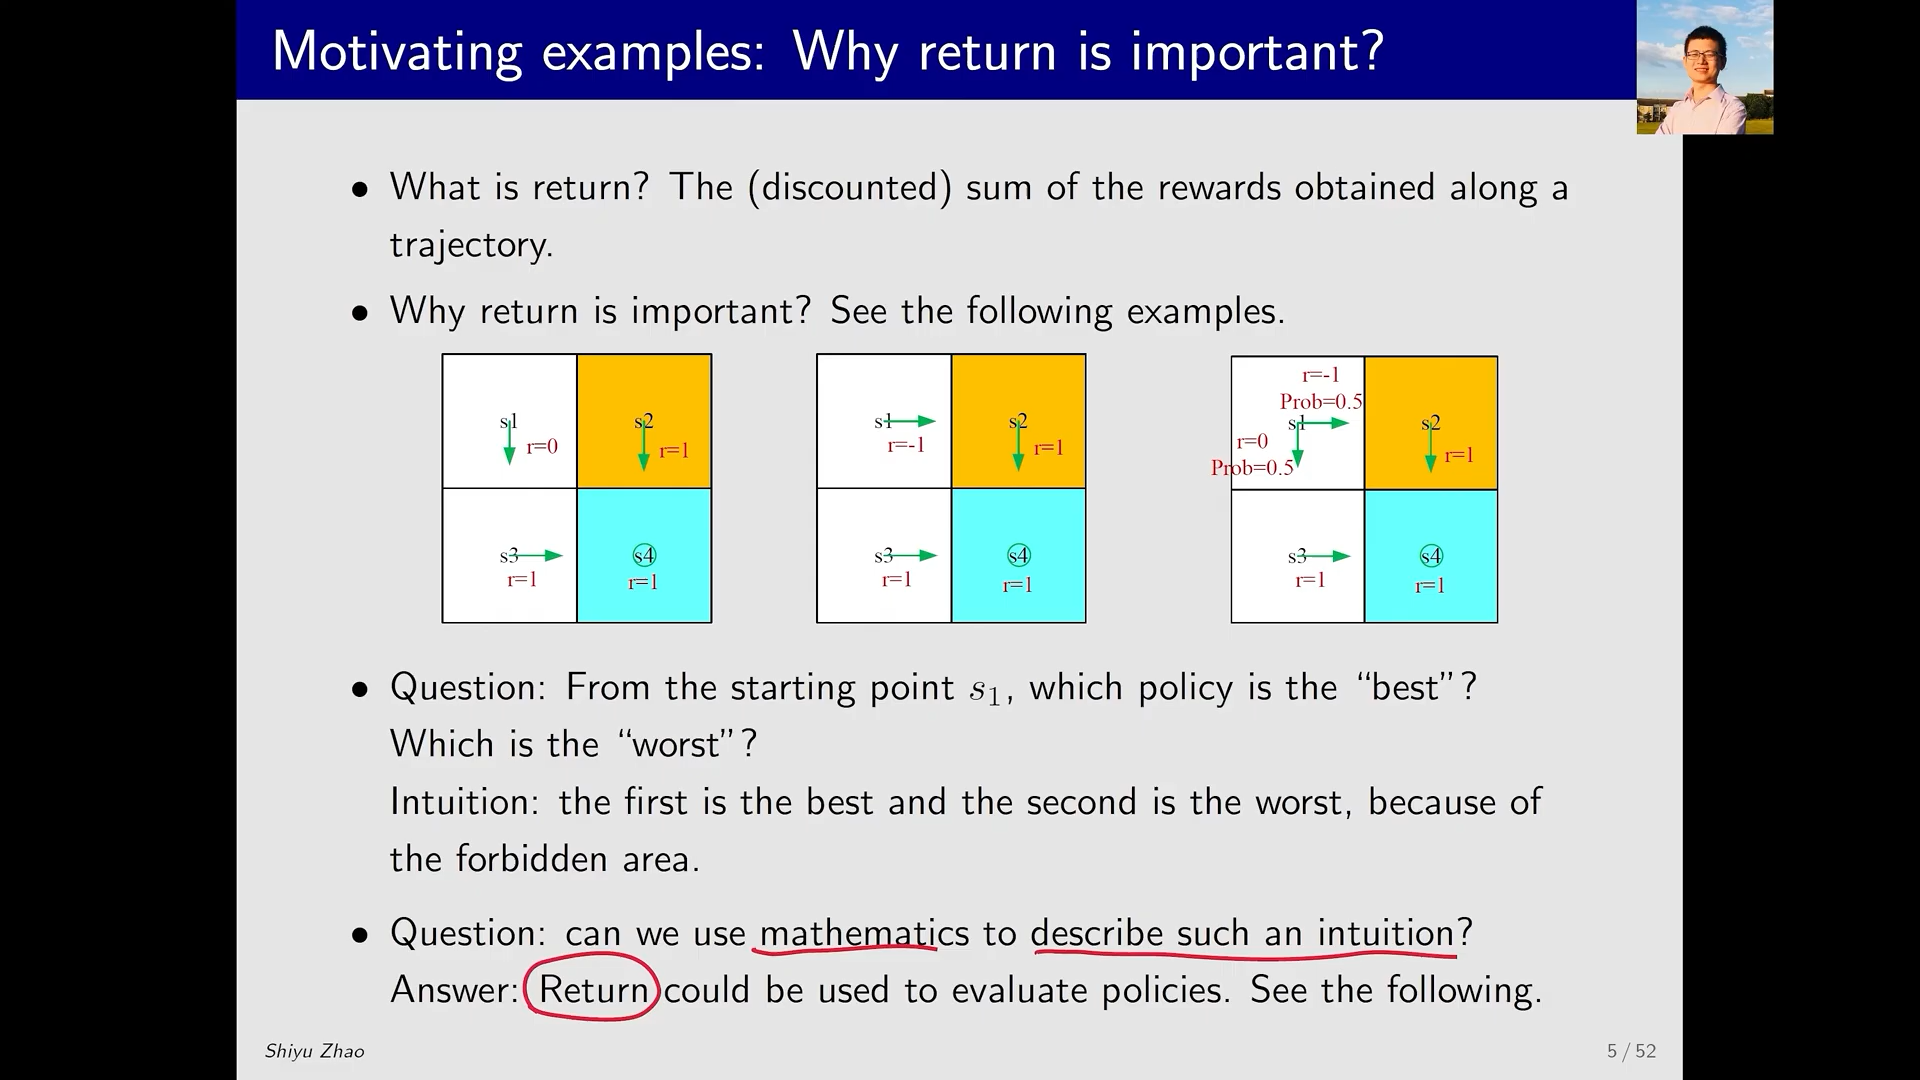 Motivating examples: Why return is important?
• What is return? The (discounted) sum of the rewards obtained along a
trajectory.
• Why return is important? See the following examples.
s1
r=0
s2
r=1
s3
r=1
s4
r=1
s1
r=-1
s2
r=1
s3
r=1
s4
r=1
r=-1
Prob=0.5
s1
r=0
Prob=0.5
s2
r=1
s3
r=1
s4
r=1
• Question: From the starting point s₁, which policy is the “best”?
Which is the “worst”?
Intuition: the first is the best and the second is the worst, because of
the forbidden area.
• Question: can we use mathematics to describe such an intuition?
Answer: Return could be used to evaluate policies. See the following.
Shiyu Zhao
5 / 52